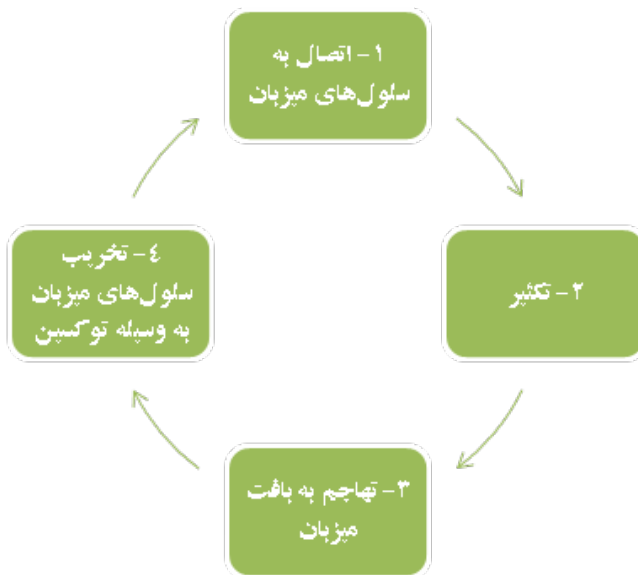 ۱- اتصال به
سلول‌های میزبان
۲- تکثیر
۳- تهاجم به بافت
میزبان
٤- تخریب
سلول‌های میزبان
به وسیله توکسین